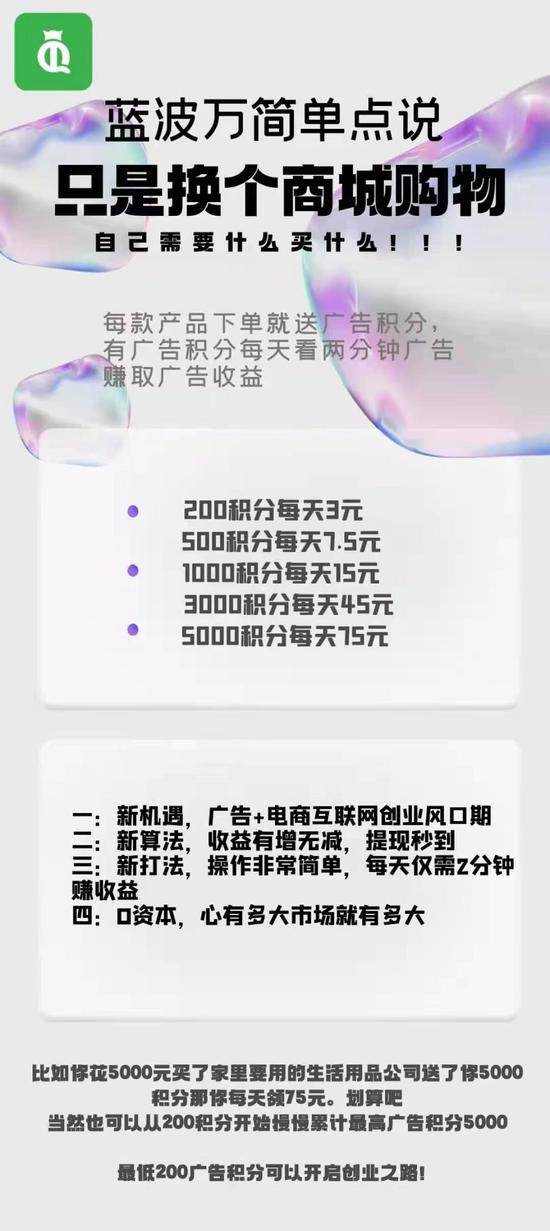 蓝波万简单点说
只是换个商城购物
自己需要什么买什么！！！
每款产品下单就送广告积分，
有广告积分每天看两分钟广告
赚取广告收益
200积分每天3元
500积分每天7.5元
1000积分每天15元
3000积分每天45元
5000积分每天75元
一：新机遇，广告+电商互联网创业风口期
二：新算法，收益有增无减，提现秒到
三：新打法，操作非常简单，每天仅需2分钟
赚收益
四：0资本，心有多大市场就有多大
比如你花5000元买了家里要用的生活用品公司送了你5000
积分那你每天领75元。划算吧
当然也可以从200积分开始慢慢累计最高广告积分5000
最低200广告积分可以开启创业之路!